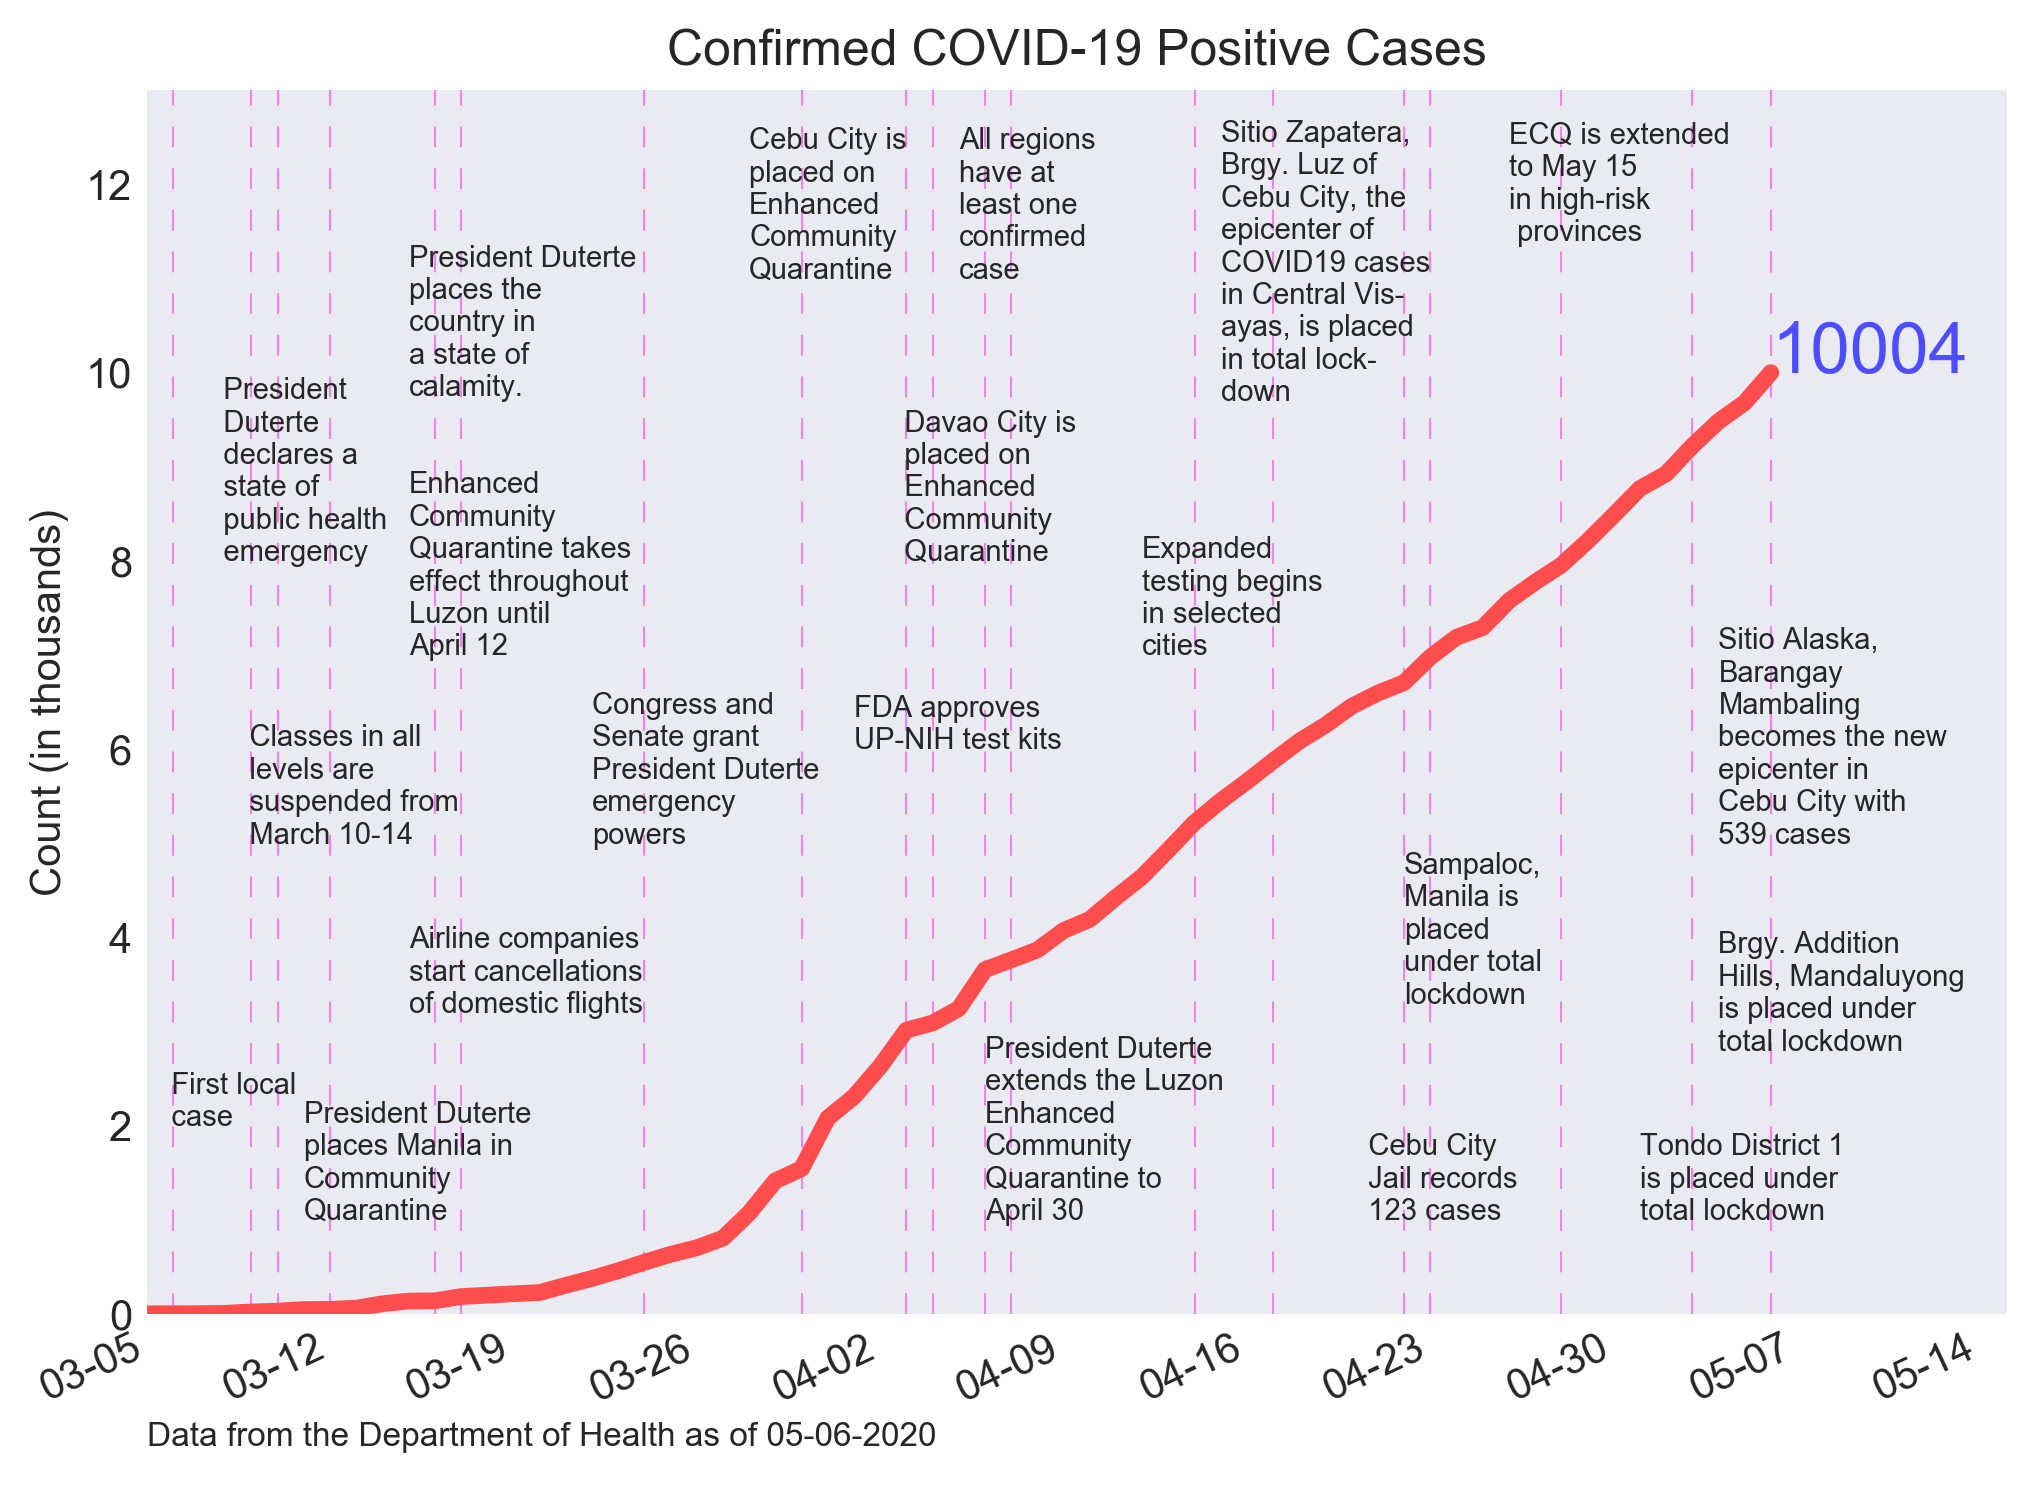 Confirmed COVID-19 Positive Cases
Count (in thousands)
12
10
8
6
4
2
0
First local
case
President
Duterte
declares a
state of
public health
emergency
Classes in all
levels are
suspended from
March 10-14
President Duterte
places Manila in
Community
Quarantine
President Duterte
places the
country in
a state of
calamity.
Enhanced
Community
Quarantine takes
effect throughout
Luzon until
April 12
Airline companies
start cancellations
of domestic flights
Congress and
Senate grant
President Duterte
emergency
powers
Cebu City is
placed on
Enhanced
Community
Quarantine
FDA approves
UP-NIH test kits
Davao City is
placed on
Enhanced
Community
Quarantine
All regions
have at
least one
confirmed
case
President Duterte
extends the Luzon
Enhanced
Community
Quarantine to
April 30
Expanded
testing begins
in selected
cities
Sitio Zapatera,
Brgy. Luz of
Cebu City, the
epicenter of
COVID19 cases
in Central Vis-
ayas, is placed
in total lock-
down
Sampaloc,
Manila is
placed
under total
lockdown
Cebu City
Jail records
123 cases
ECQ is extended
to May 15
in high-risk
provinces
10004
Sitio Alaska,
Barangay
Mambaling
becomes the new
epicenter in
Cebu City with
539 cases
Brgy. Addition
Hills, Mandaluyong
is placed under
total lockdown
Tondo District 1
is placed under
total lockdown
03-05
03-12
03-19
03-26
04-02
04-09
04-16
04-23
04-30
05-07
05-14
Data from the Department of Health as of 05-06-2020